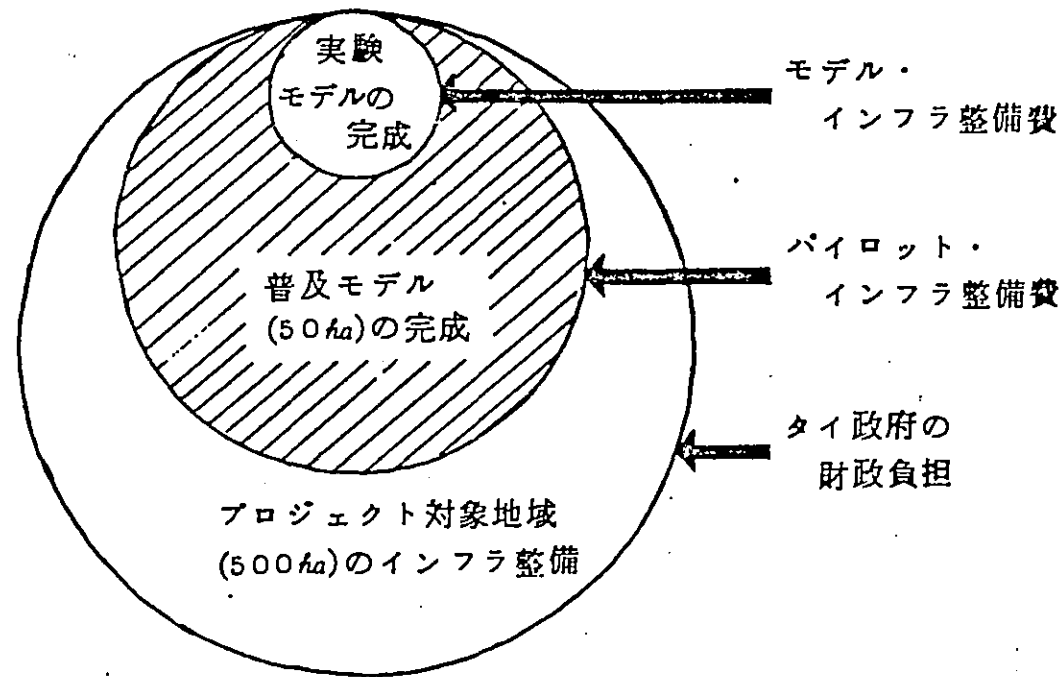 実験
モデルの
完成
モデル・
インフラ整備費
普及モデル
(50ha)の完成
パイロット・
インフラ整備費
プロジェクト対象地域
(500ha)のインフラ整備
タイ政府の
財政負担